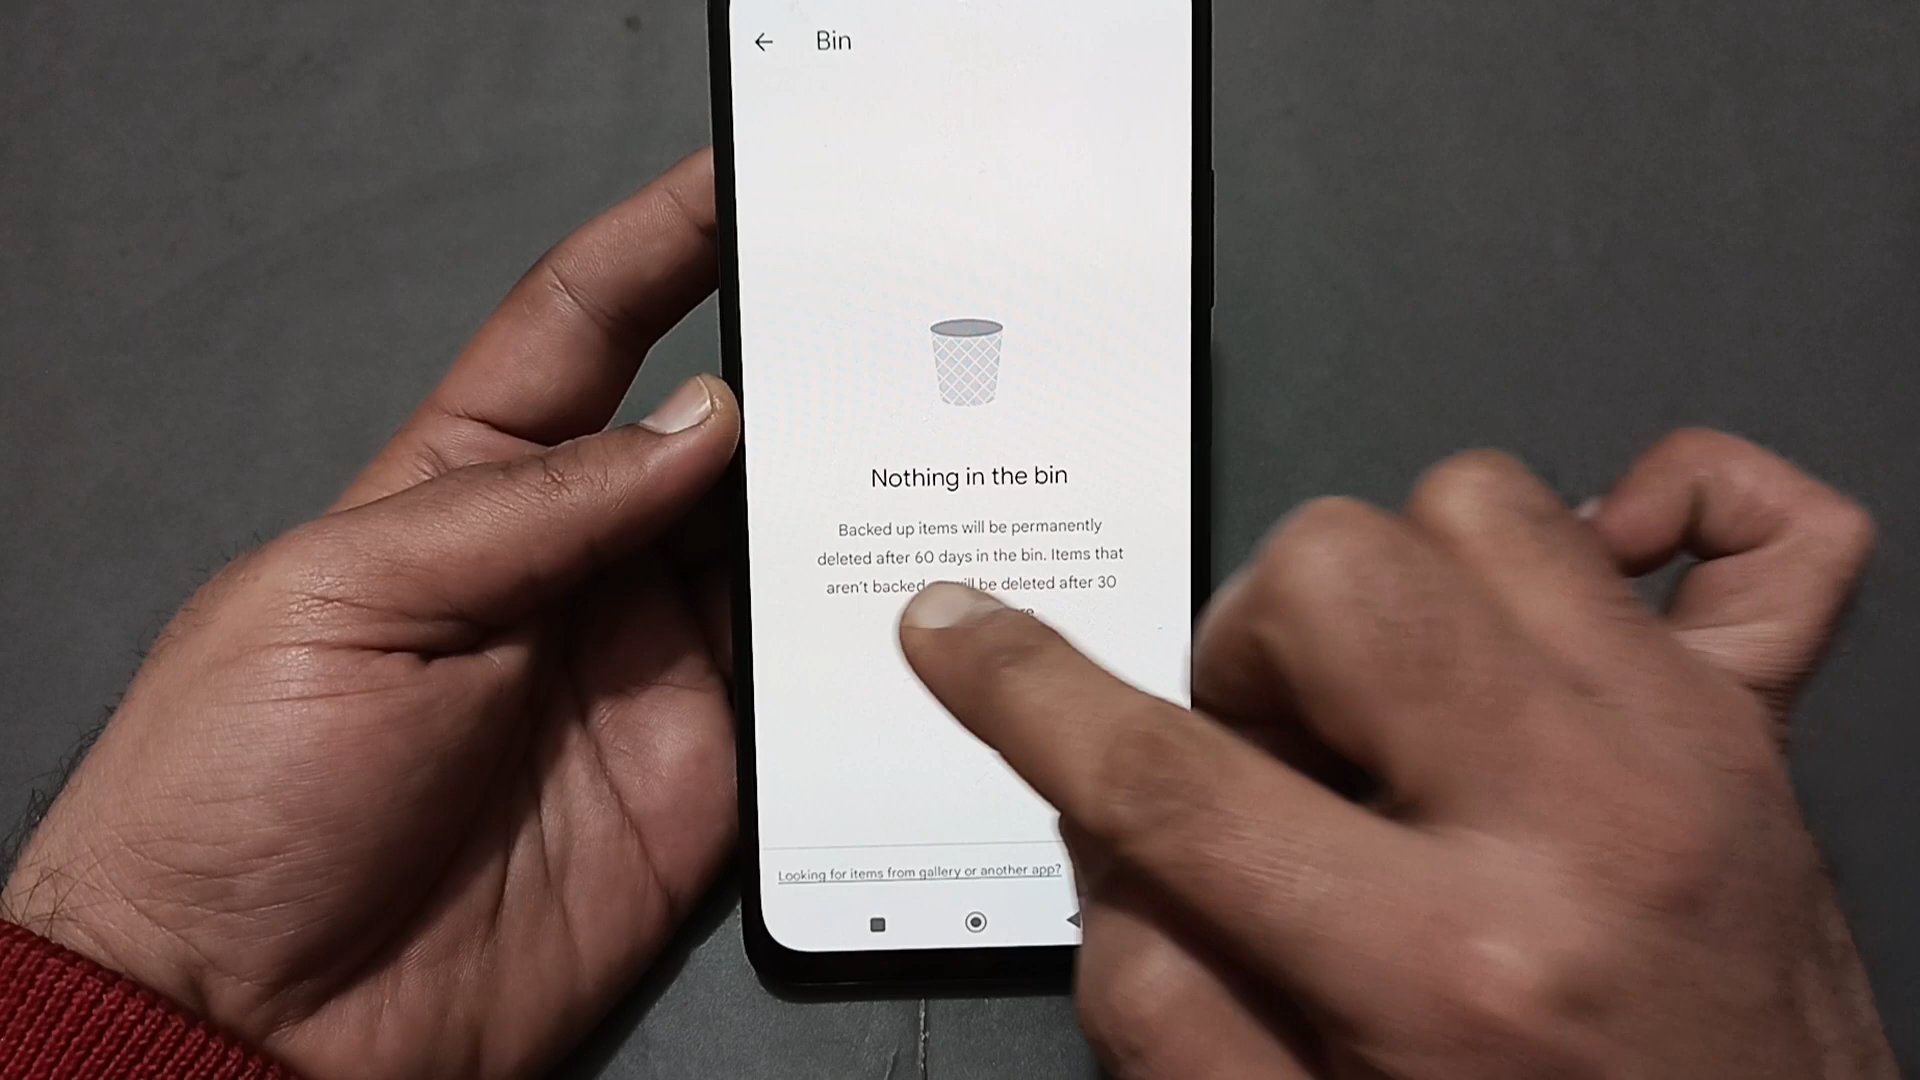 Bin
Nothing in the bin
Backed up items will be permanently
deleted after 60 days in the bin. Items that
aren't backed will be deleted after 30
Looking for items from gallery or another app?